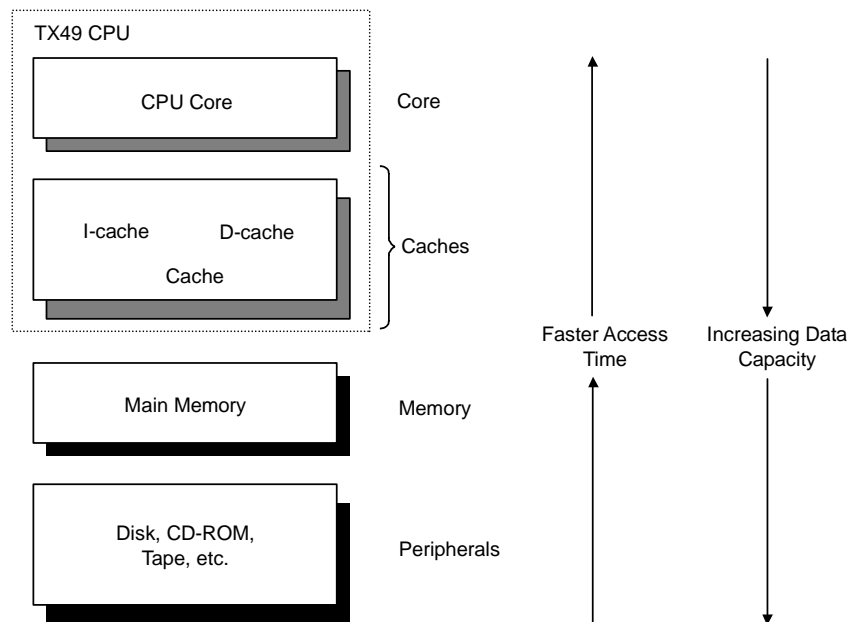 TX49 CPU
CPU Core
Core
I-cache
D-cache
Cache
Caches
Faster Access
Time
Increasing Data
Capacity
Main Memory
Memory
Disk, CD-ROM,
Tape, etc.
Peripherals